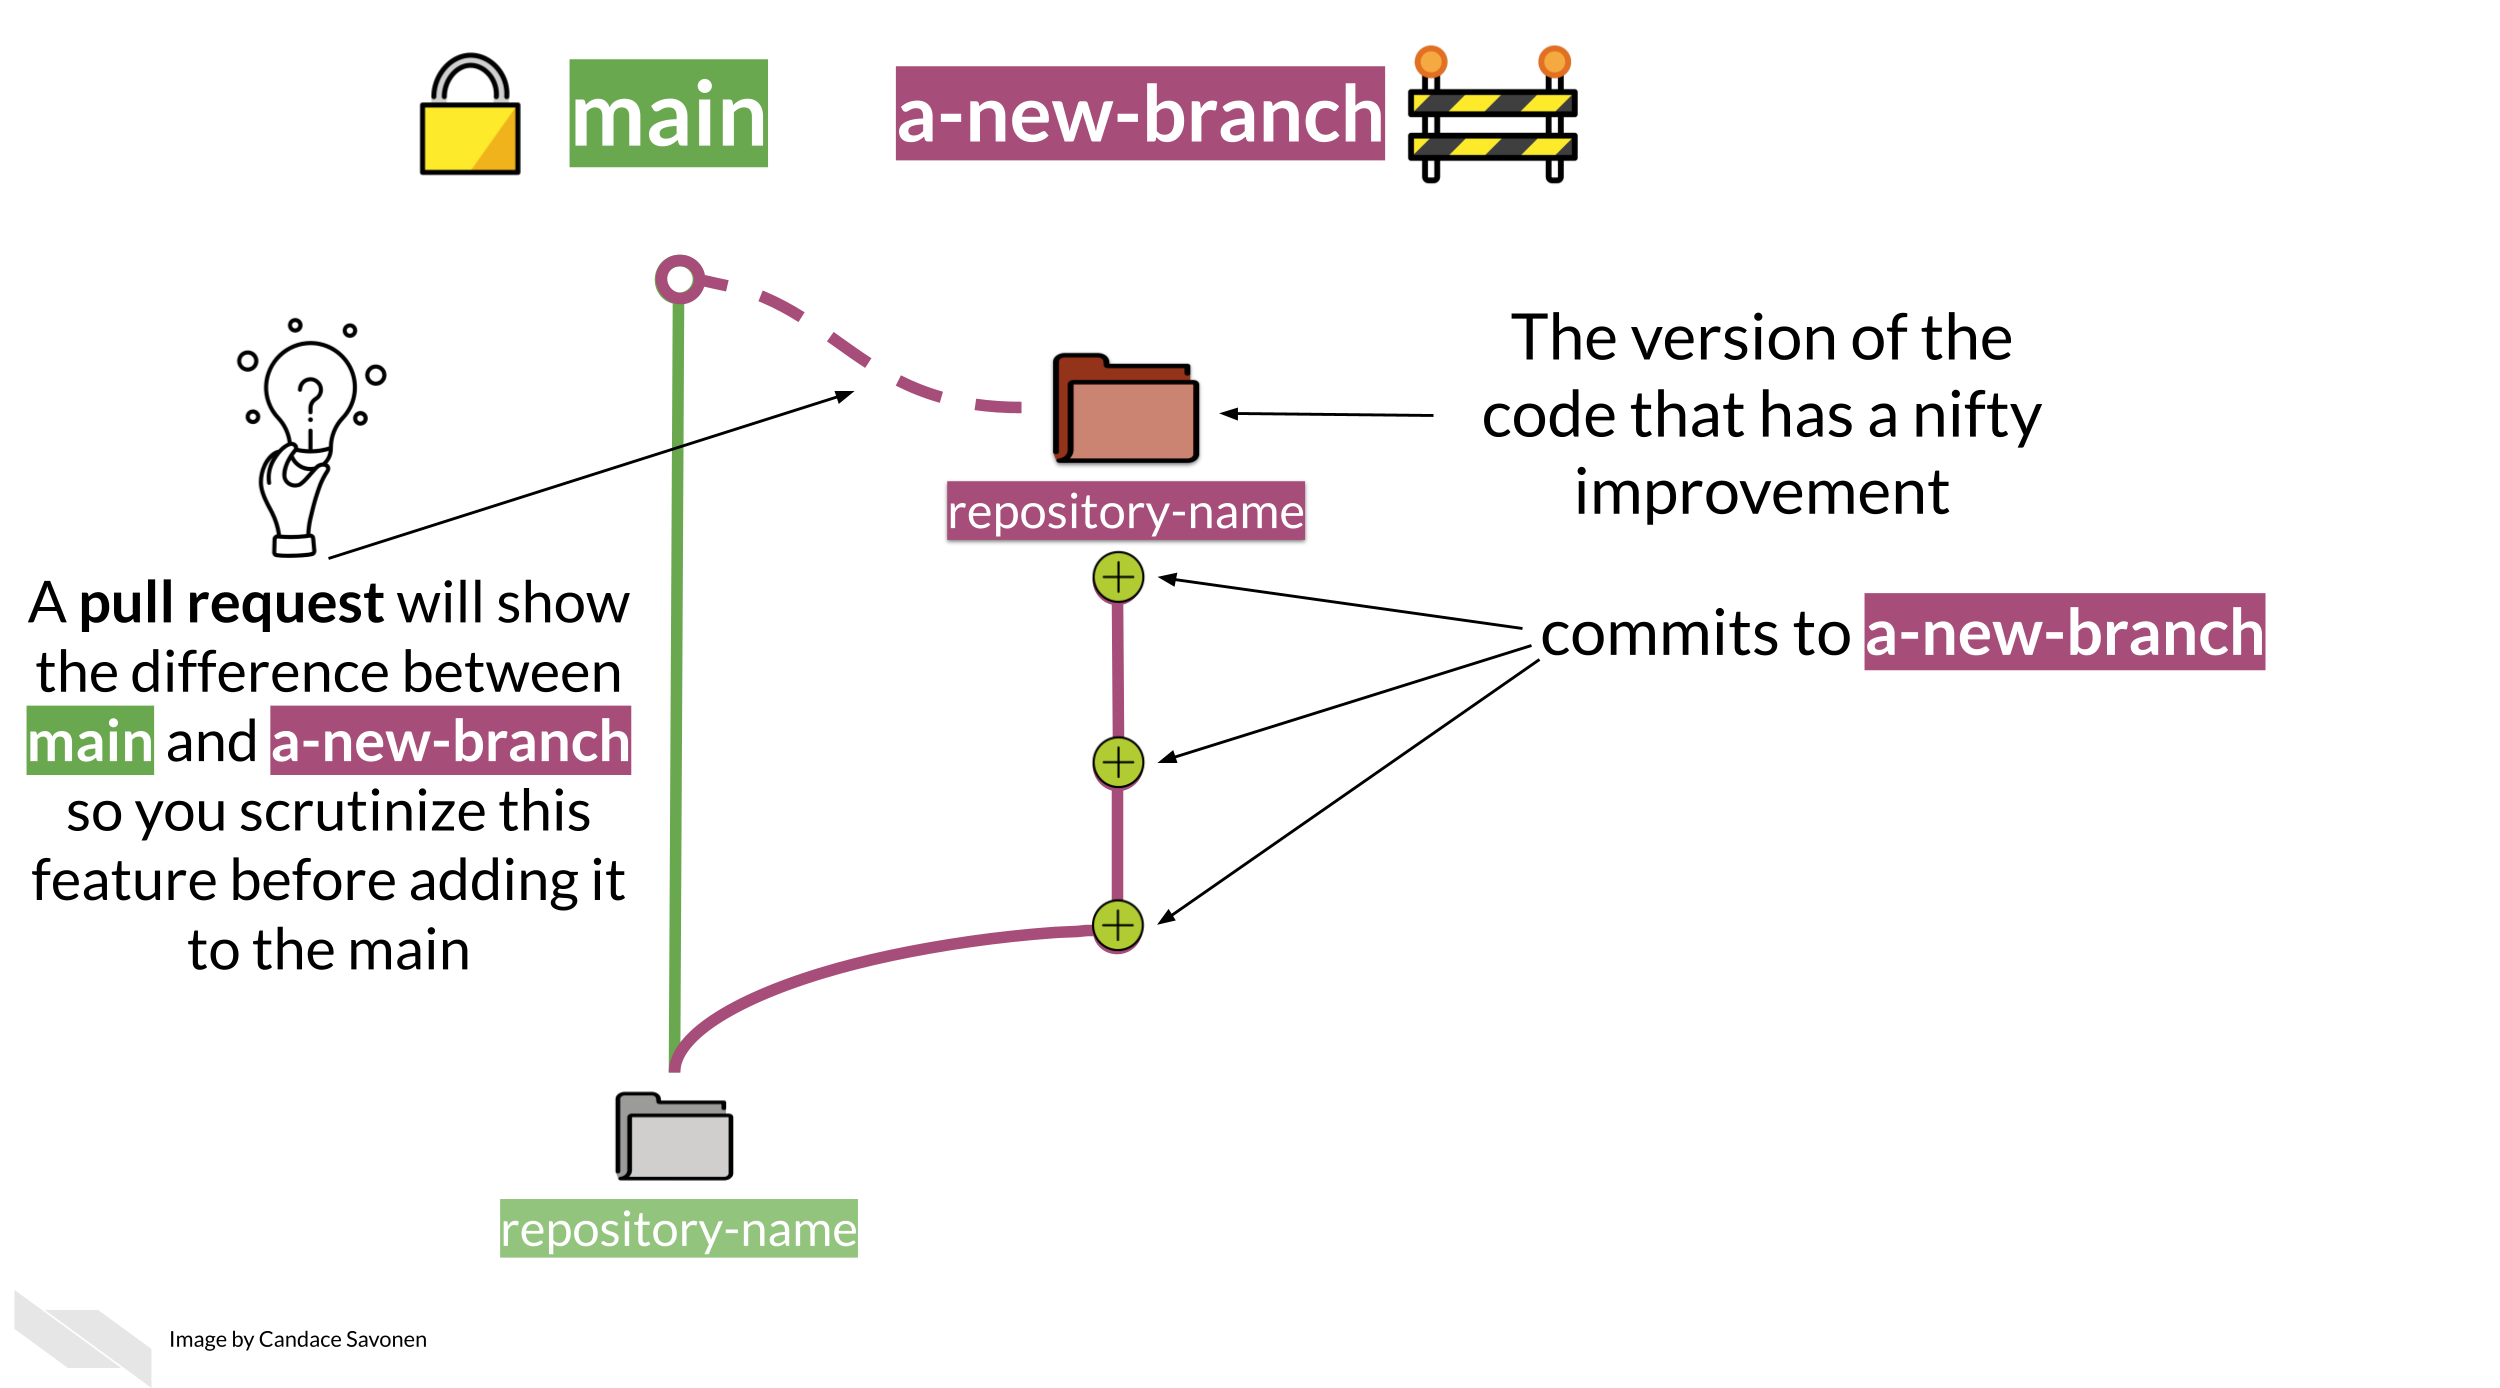 main
a-new-branch
The version of the
code that has a nifty
improvement
repository-name
A pull request will show
the difference between
main and a-new-branch
so you scrutinize this
feature before adding it
to the main
commits to a-new-branch
repository-name
Image by Candace Savonen